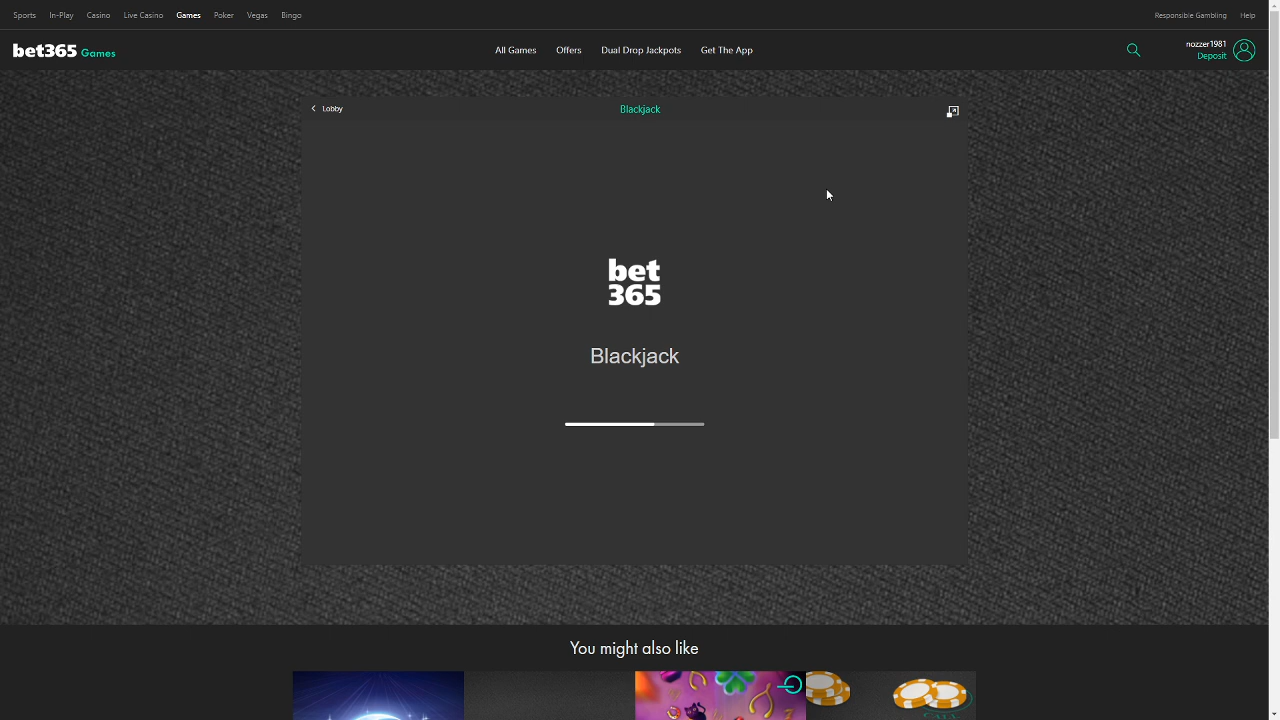 Sports In-Play Casino Live Casino Games Poker Vegas Bingo Responsible Gambling Help
bet365 Games All Games Offers Dual Drop Jackpots Get The App nozzer1981
Deposit
Lobby Blackjack
bet
365
Blackjack
You might also like